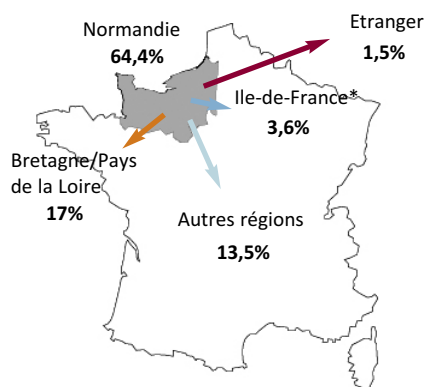 Normandie
64,4%
Etranger
1,5%
Ile-de-France*
3,6%
Bretagne/Pays
de la Loire
17%
Autres régions
13,5%